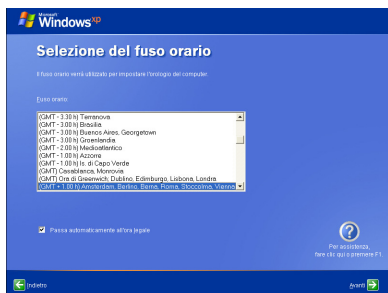 Microsoft
Windows xp
Selezione del fuso orario
Il fuso orario verrà utilizzato per impostare l'orologio del computer
Fuso orario:
(GMT - 3.30 h) Terranova
(GMT - 3.00 h) Brasilia
(GMT - 3.00 h) Buenos Aires, Georgetown
(GMT - 3.00 h) Groenlandia
(GMT - 2.00 h) Medioatlantico
(GMT - 1.00 h) Azzorre
(GMT - 1.00 h) Is. di Capo Verde
(GMT) Casablanca, Monrovia
(GMT) Ora di Greenwich: Dublino, Edimburgo, Lisbona, Londra
(GMT + 1.00 h) Amsterdam, Berlino, Berna, Roma, Stoccolma, Vienna
Passa automaticamente all'ora legale
Per assistenza,
fare clic qui o premere F1.
Indietro
Avanti